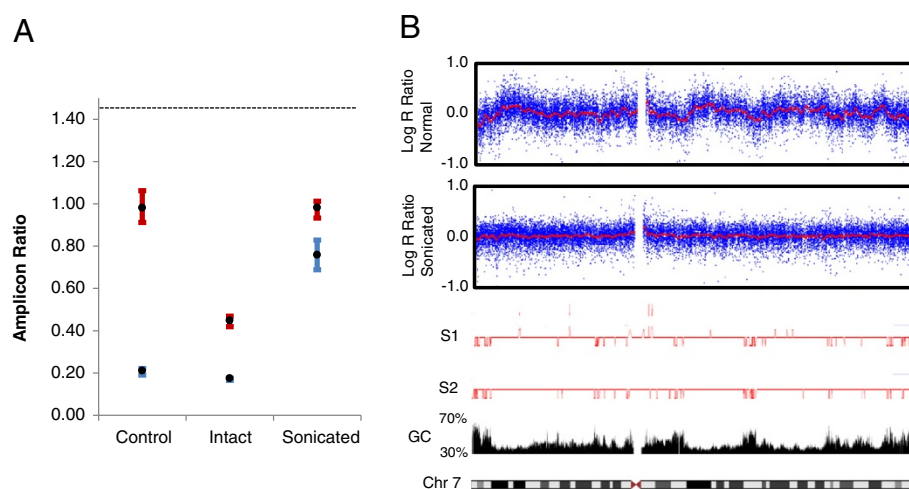 A
B
Amplicon Ratio
1.40
1.20
1.00
0.80
0.60
0.40
0.20
0.00
Control
Intact
Sonicated
Log R Ratio
Normal
1.0
0.0
-1.0
Log R Ratio
Sonicated
1.0
0.0
-1.0
S1
S2
GC
70%
30%
Chr 7